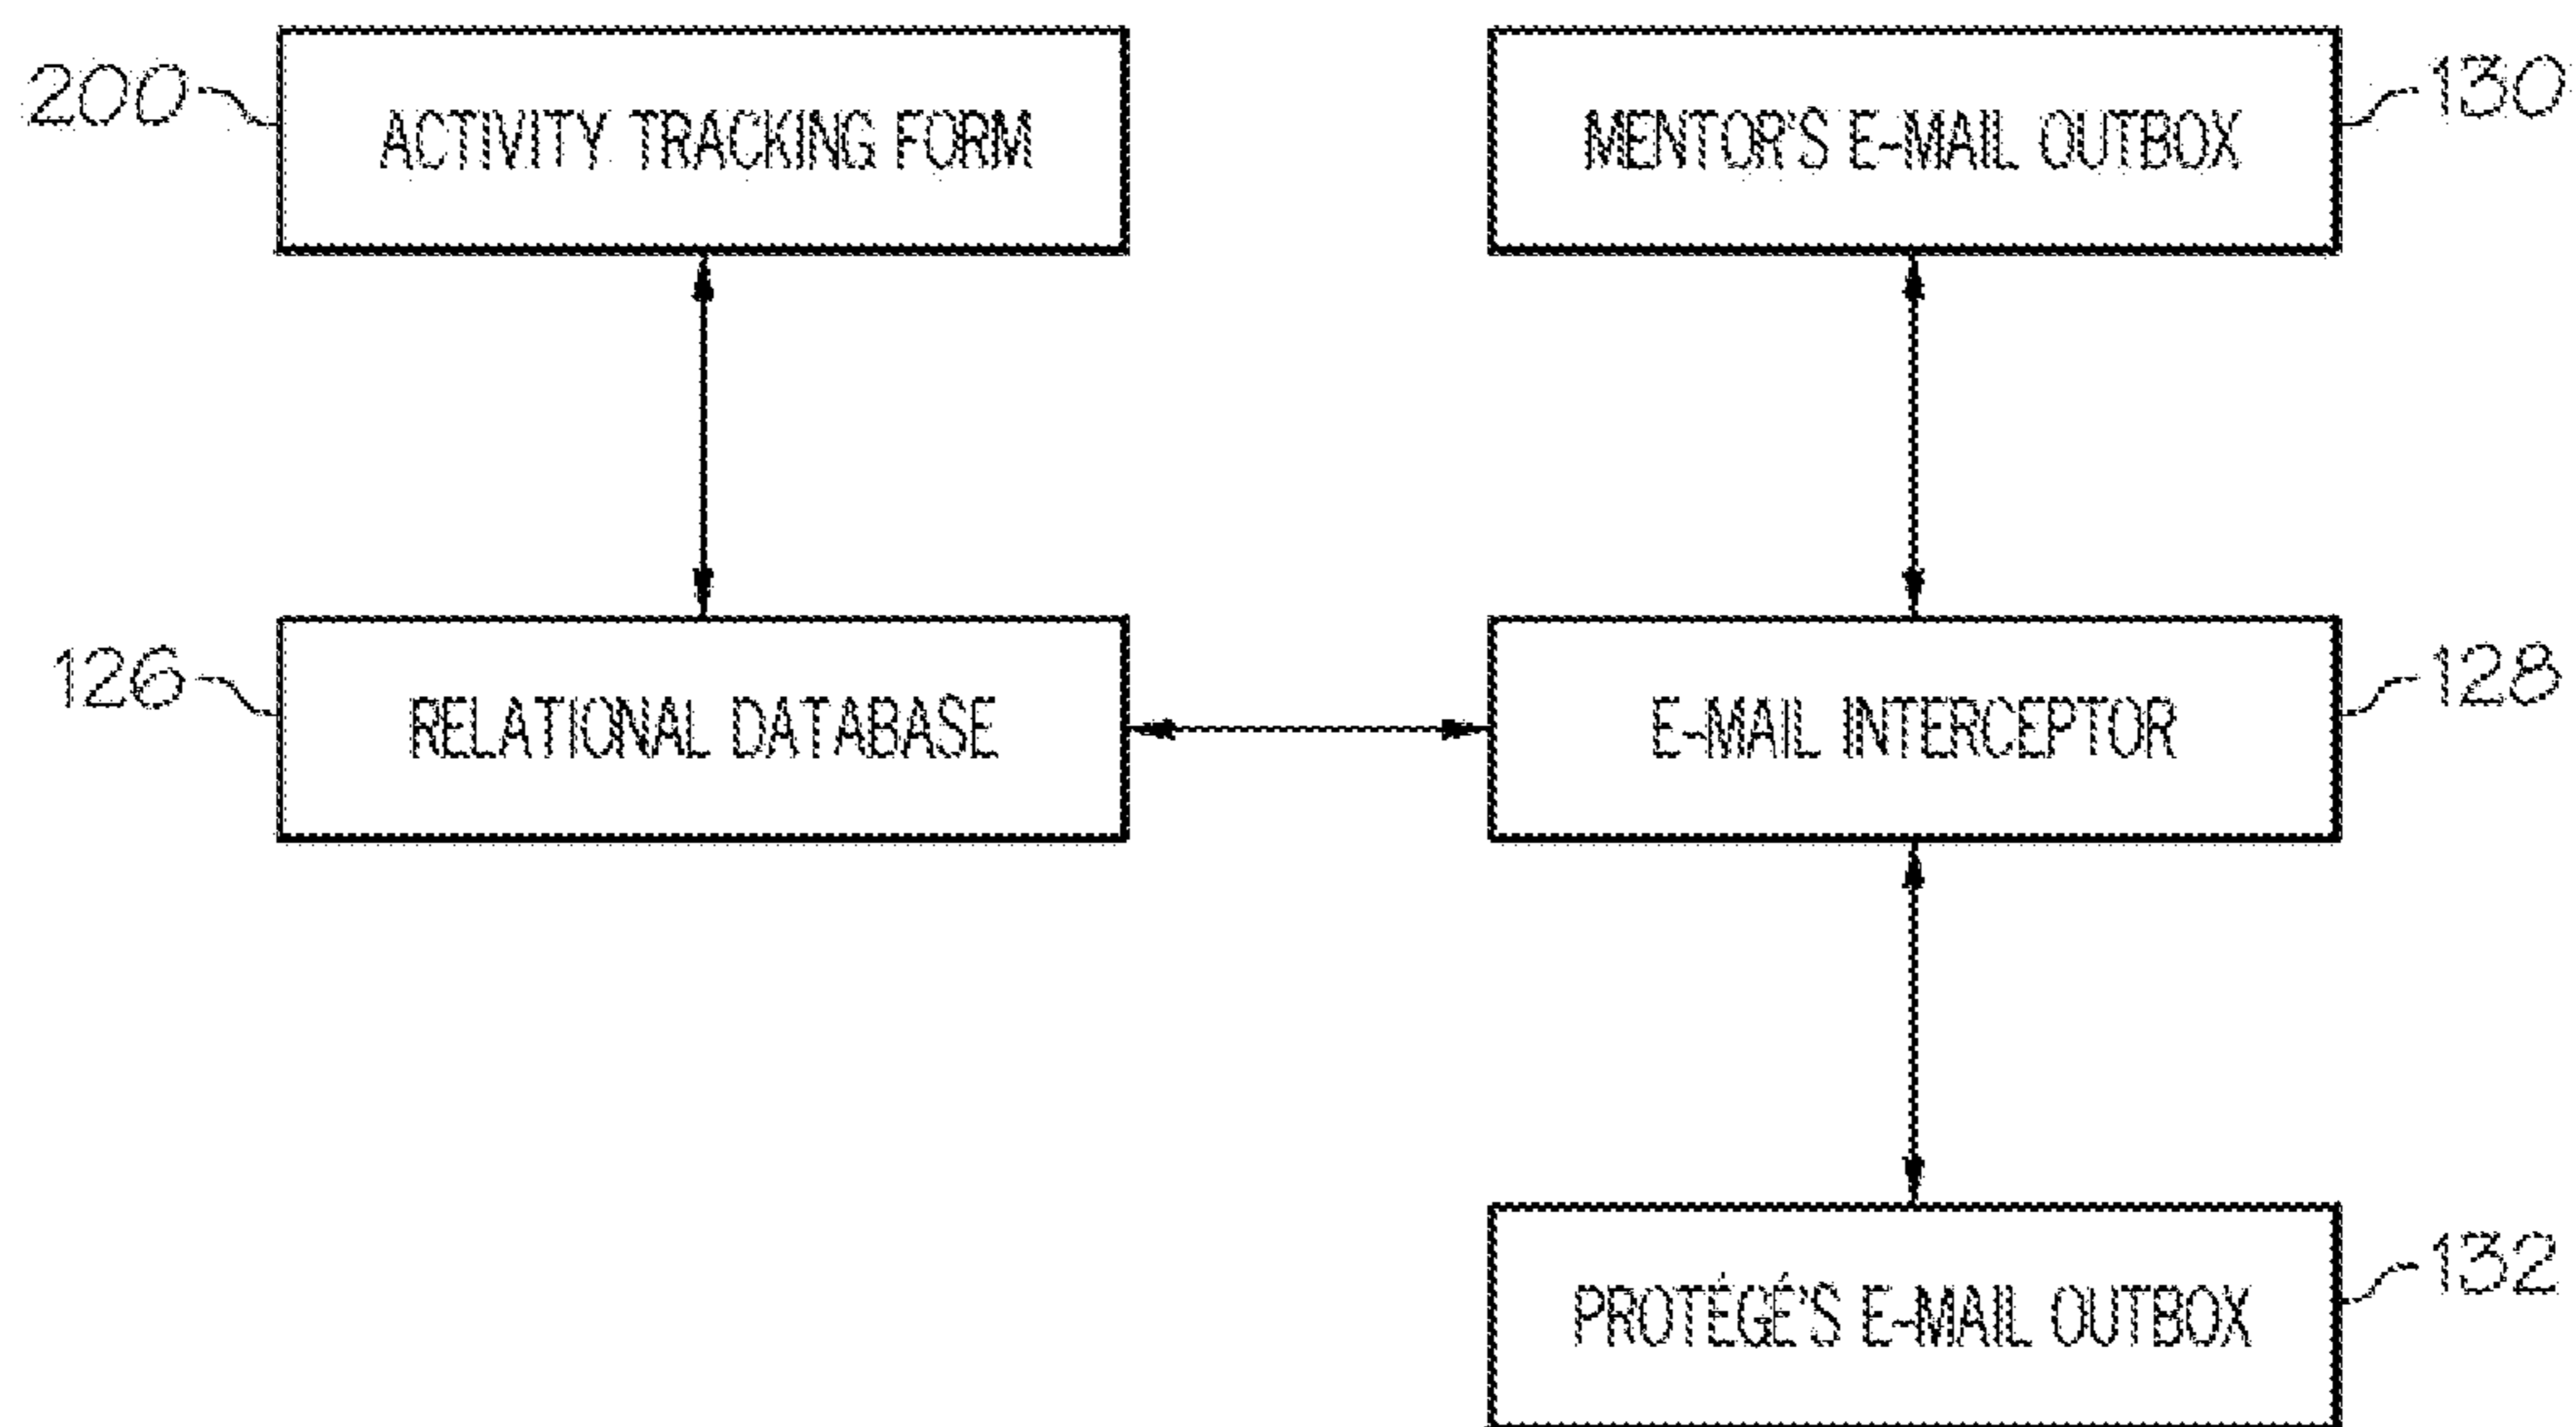 200 ACTIVITY TRACKING FORM
MENTOR'S E-MAIL OUTBOX 130
126 RELATIONAL DATABASE
E-MAIL INTERCEPTOR 128
PROTÉGÉ'S E-MAIL OUTBOX 132